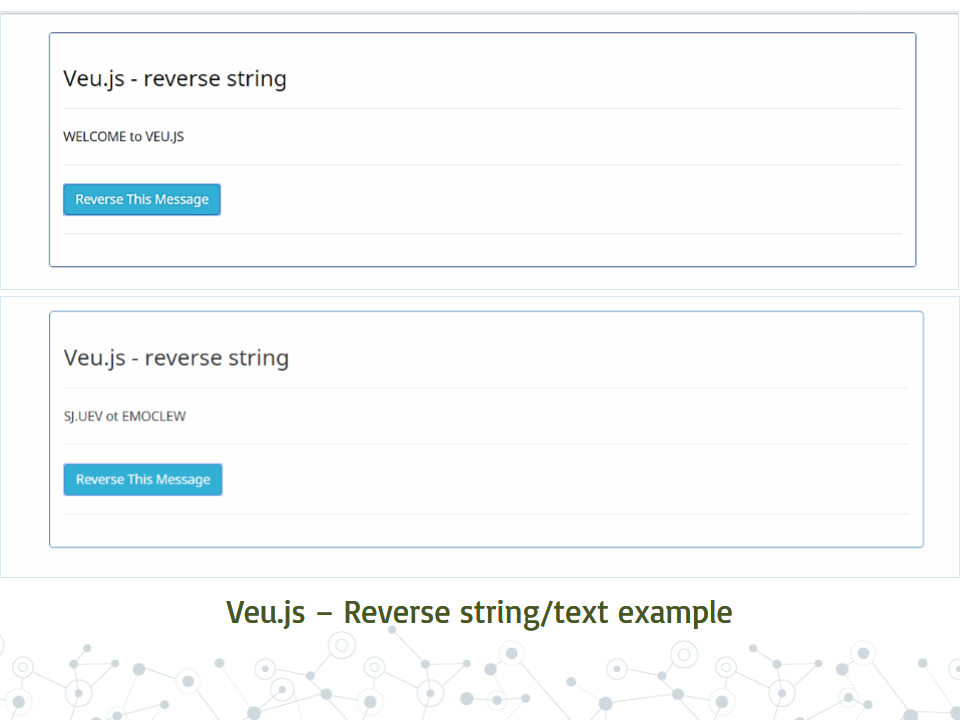 Veu.js - reverse string
WELCOME to VEU.JS
Reverse This Message
Veu.js - reverse string
SJ.UEV ot EMOCLEW
Reverse This Message
Veu.js – Reverse string/text example